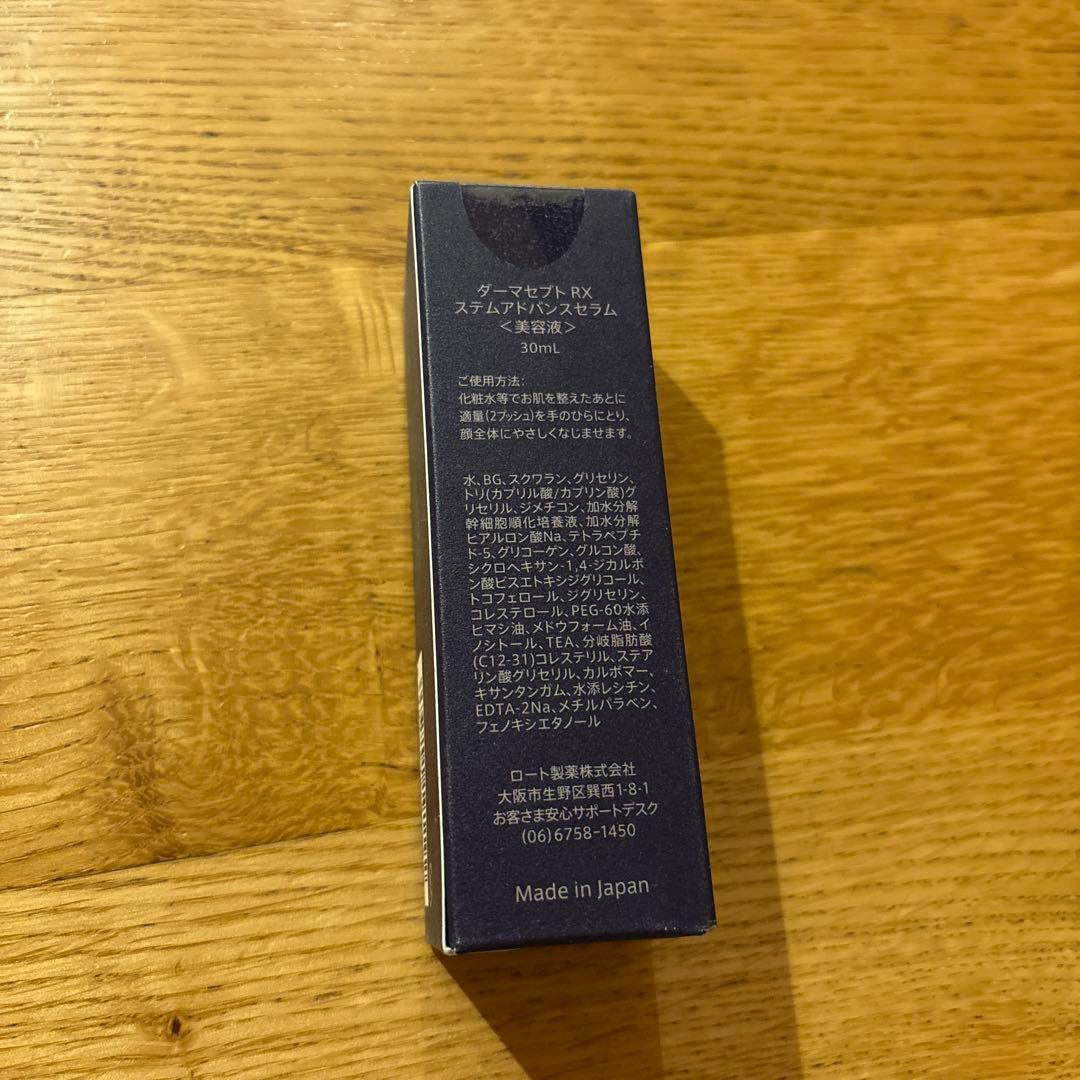 ダーマセプト RX
ステムアドバンスセラム
＜美容液＞
30mL
ご使用方法:
化粧水等でお肌を整えたあとに
適量(2プッシュ)を手のひらにとり、
顔全体にやさしくなじませます。
水、BG、スクワラン、グリセリン、
トリ(カプリル酸/カプリン酸)グ
リセリル、ジメチコン、加水分解
幹細胞順化培養液、加水分解
ヒアルロン酸Na、テトラペプチ
ド-5、グリコーゲン、グルコン酸、
シクロヘキサン-1,4-ジカルボ
ン酸ビスエトキシジグリコール、
トコフェロール、ジグリセリン、
コレステロール、PEG-60水添
ヒマシ油、メドウフォーム油、イ
ノシトール、TEA、分岐脂肪酸
(C12-31)コレステリル、ステア
リン酸グリセリル、カルボマー、
キサンタンガム、水添レシチン、
EDTA-2Na、メチルパラベン、
フェノキシエタノール
ロート製薬株式会社
大阪市生野区巽西1-8-1
お客さま安心サポートデスク
(06)6758-1450
Made in Japan